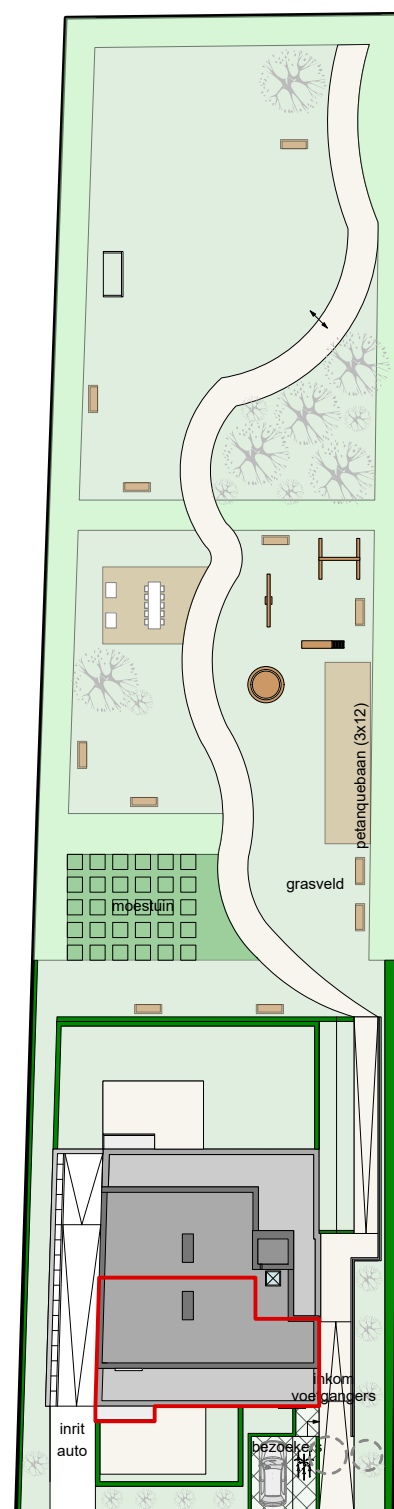 petanquebaan (3x12)
grasveld
moestuin
inkom
voetgangers
inrit
auto
bezoekers